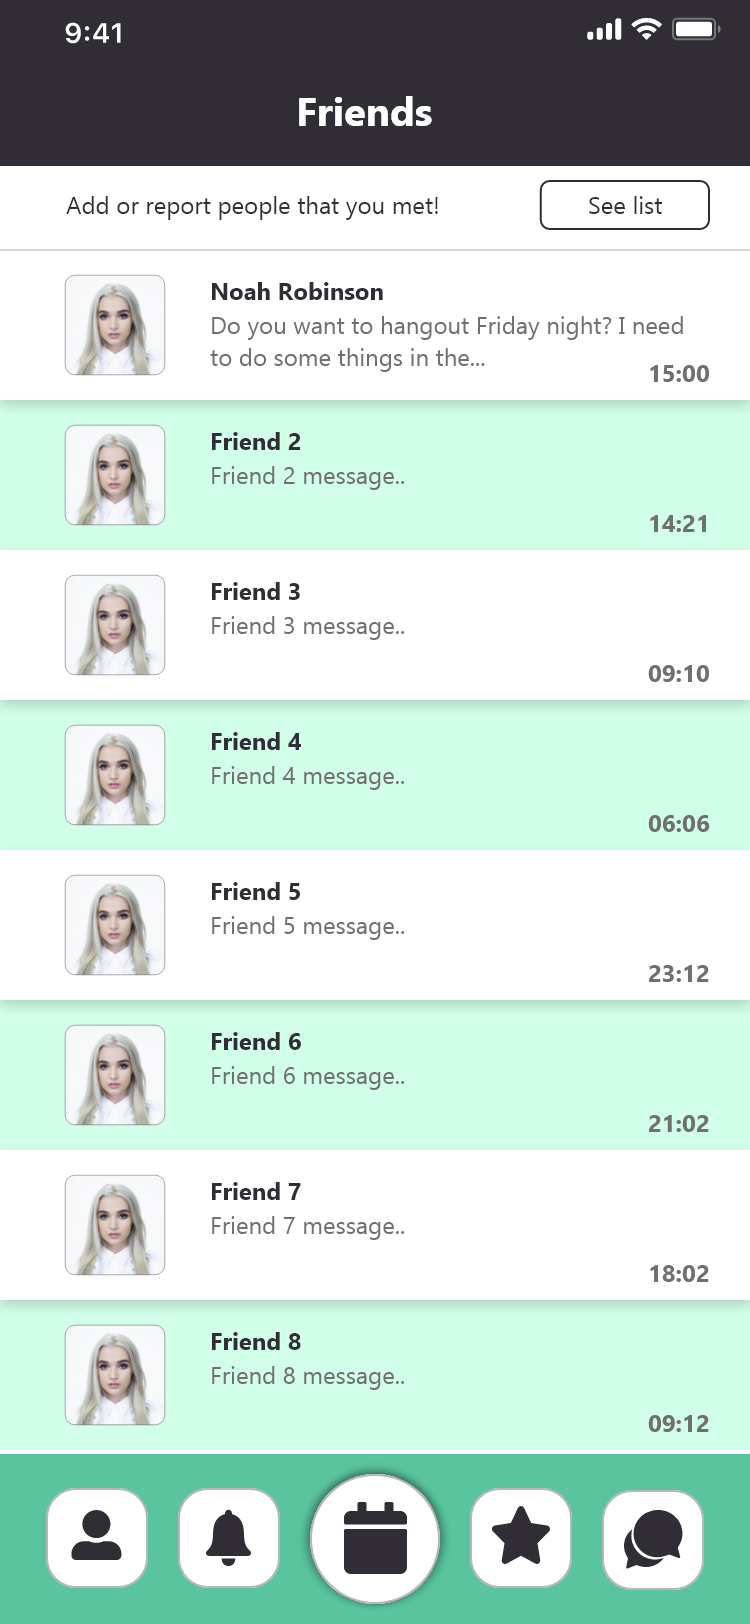 9:41
Friends
Add or report people that you met!
See list
Noah Robinson
Do you want to hangout Friday night? I need
to do some things in the...
15:00
Friend 2
Friend 2 message..
14:21
Friend 3
Friend 3 message..
09:10
Friend 4
Friend 4 message..
06:06
Friend 5
Friend 5 message..
23:12
Friend 6
Friend 6 message..
21:02
Friend 7
Friend 7 message..
18:02
Friend 8
Friend 8 message..
09:12